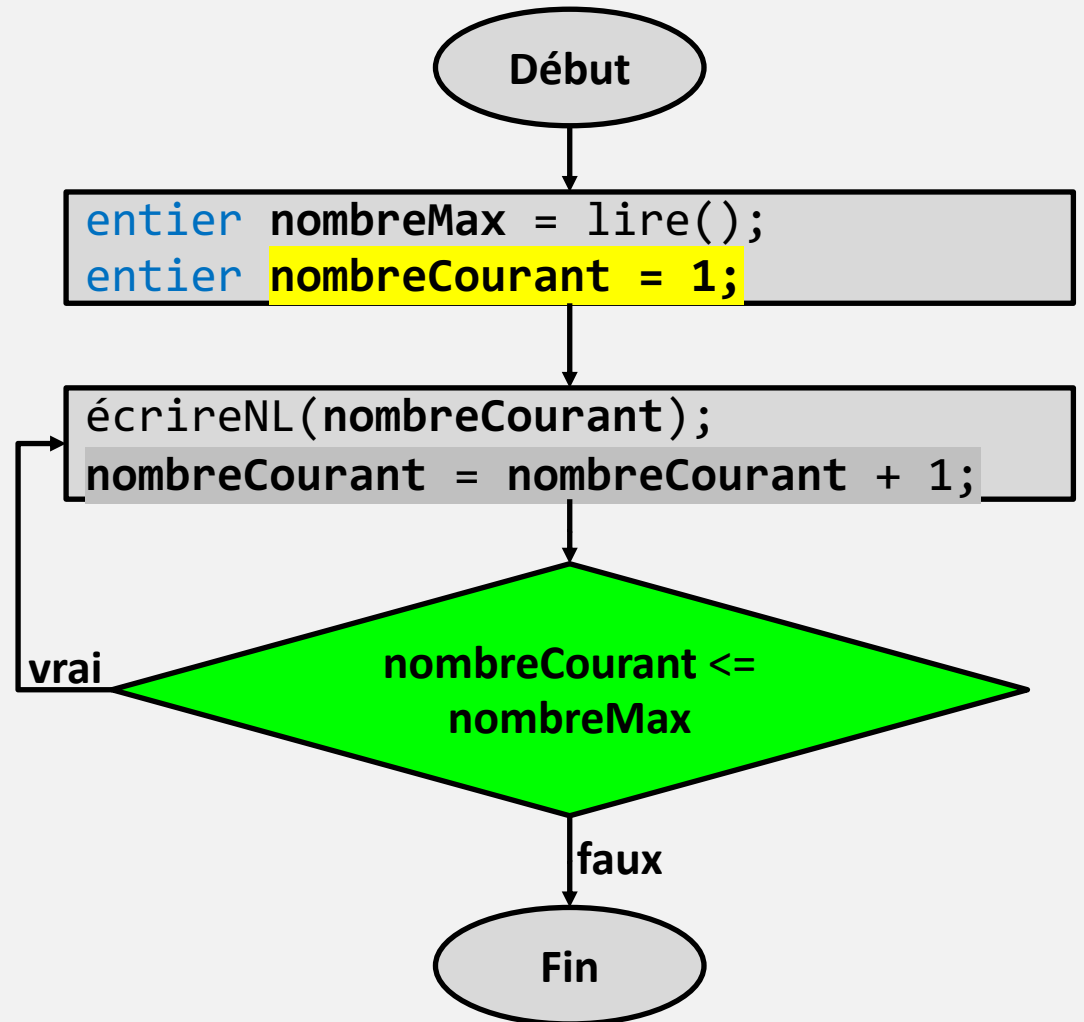 Début
entier nombreMax = lire();
entier nombreCourant = 1;
écrireNL(nombreCourant);
nombreCourant = nombreCourant + 1;
vrai
nombreCourant <=
nombreMax
faux
Fin